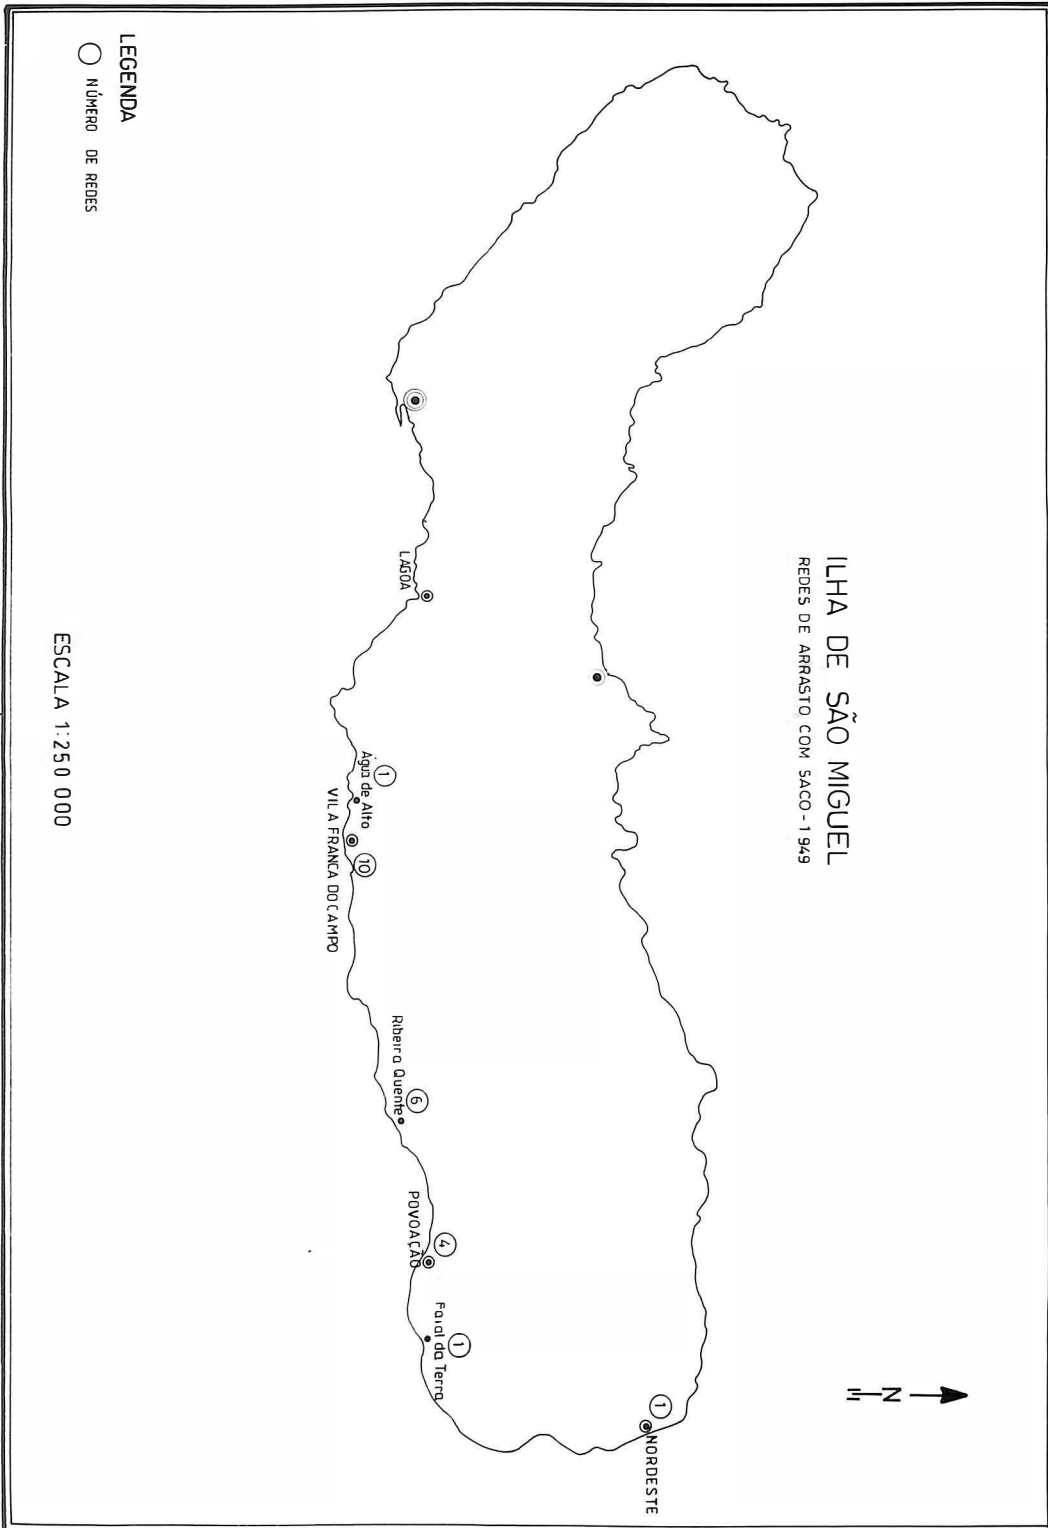 ILHA DE SÃO MIGUEL
REDES DE ARRASTO COM SACO - 1949
N
1
NORDESTE
LAGOA
1
Água de Alto
10
VILA FRANCA DO CAMPO
6
Ribeira Quente
4
POVOAÇÃO
1
Faial da Terra
LEGENDA
NÚMERO DE REDES
ESCALA 1:250 000